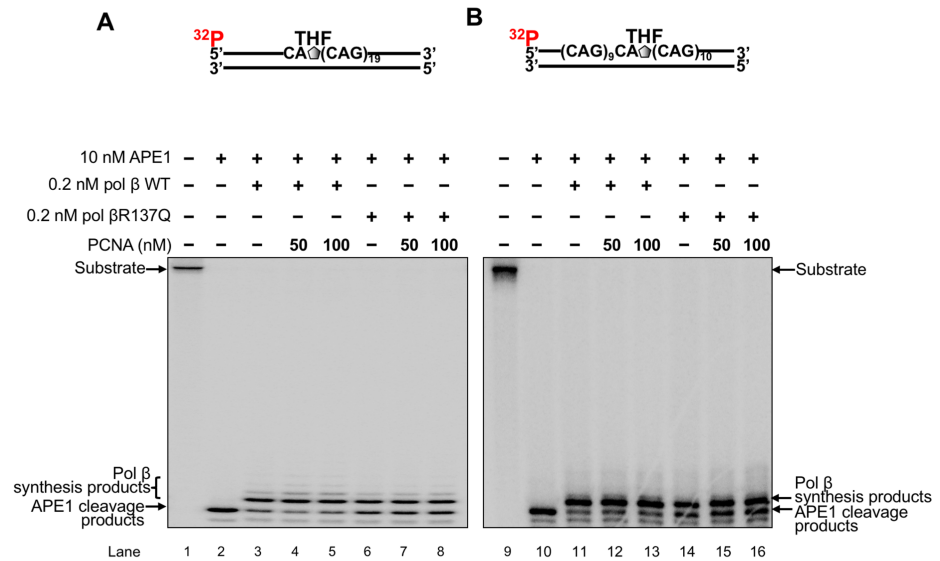 A
B
32P
THF
5' CA (CAG)19 3'
3' 5'
32P
THF
5' (CAG)9CA (CAG)10 3'
3' 5'
10 nM APE1 – + + + + + + + – + + + + + + +
0.2 nM pol β WT – – + + + – – – – – + + + – – –
0.2 nM pol βR137Q – – – – – + + + – – – – – + + +
PCNA (nM) – – – 50 100 – 50 100 – – – 50 100 – 50 100
Substrate
Substrate
Pol β
synthesis products
APE1 cleavage
products
Pol β
synthesis products
APE1 cleavage
products
Lane 1 2 3 4 5 6 7 8 9 10 11 12 13 14 15 16